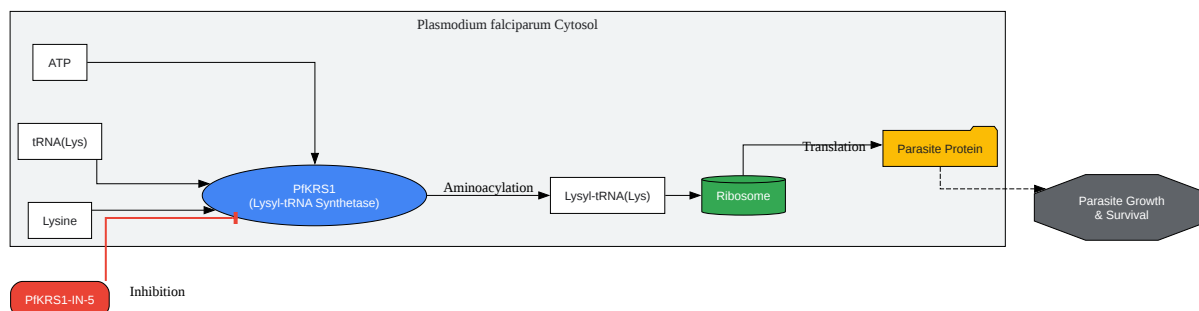 Plasmodium falciparum Cytosol
ATP
tRNA(Lys)
Lysine
PfKRS1
(Lysyl-tRNA Synthetase)
Aminoacylation
Lysyl-tRNA(Lys)
Ribosome
Translation
Parasite Protein
Parasite Growth
& Survival
PfKRS1-IN-5
Inhibition